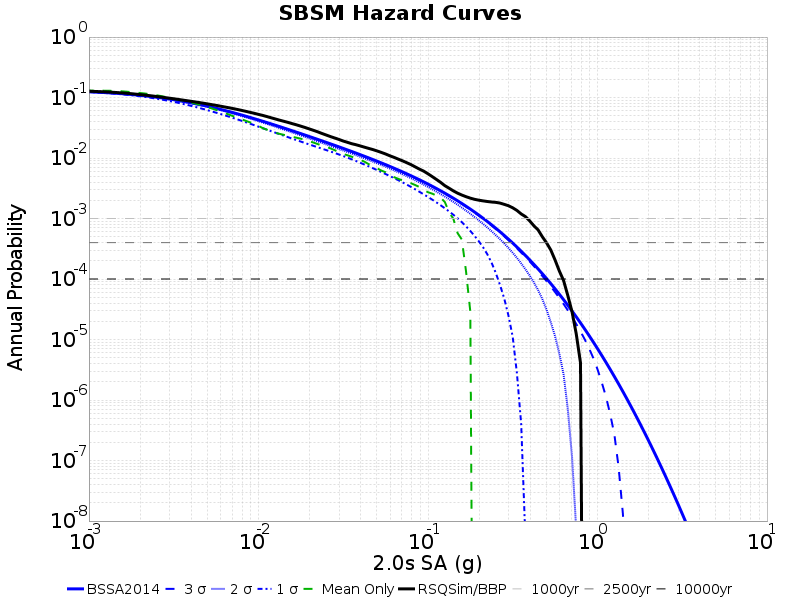 SBSM Hazard Curves
10^0
10^-1
10^-2
10^-3
10^-4
10^-5
10^-6
10^-7
10^-8
Annual Probability
10^-3 10^-2 10^-1 10^0 10^1
2.0s SA (g)
BSSA2014 3 σ 2 σ 1 σ Mean Only RSQSim/BBP 1000yr 2500yr 10000yr